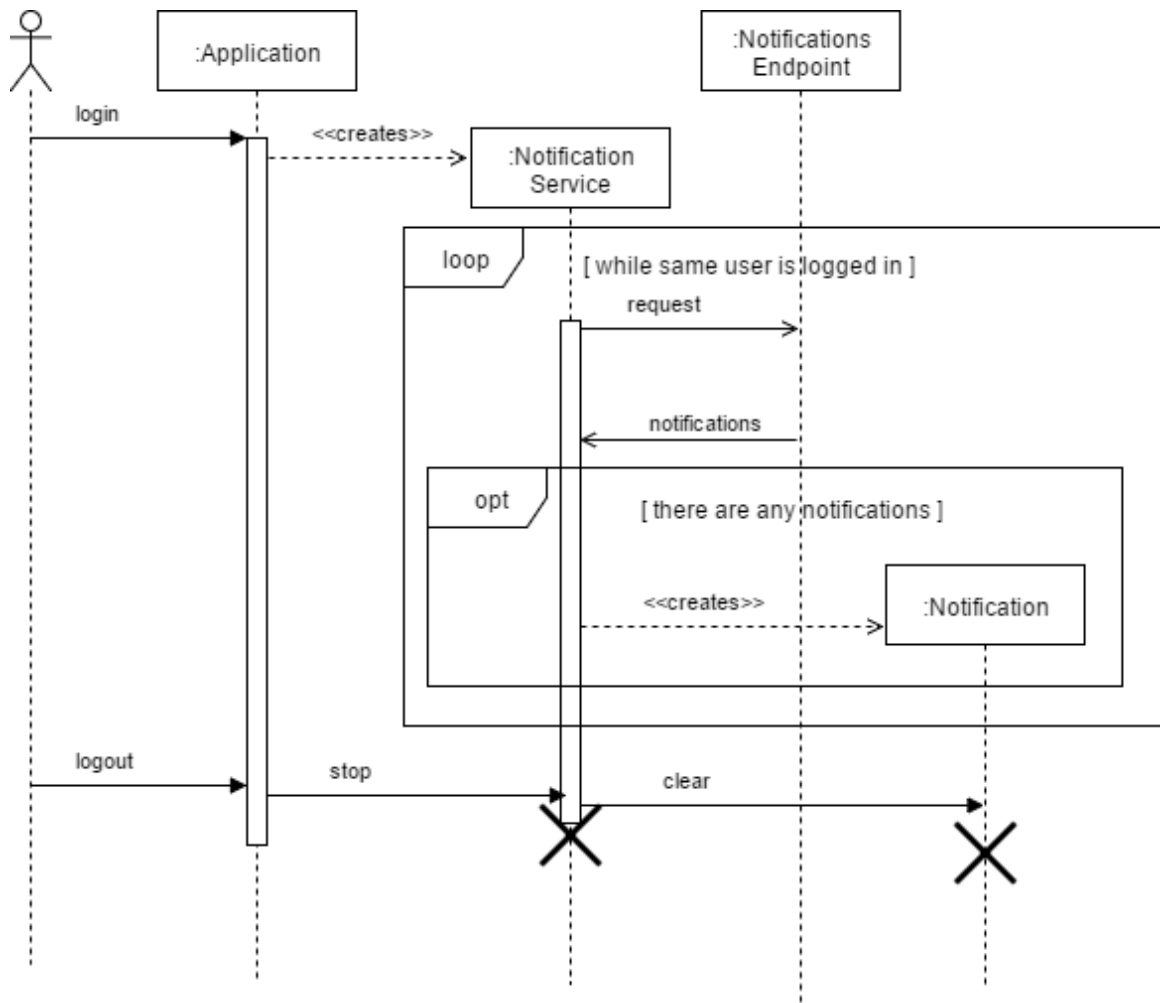 :Application
:Notifications
Endpoint
login
<<creates>>
:Notification
Service
loop
[ while same user is logged in ]
request
notifications
opt
[ there are any notifications ]
<<creates>>
:Notification
logout
stop
clear